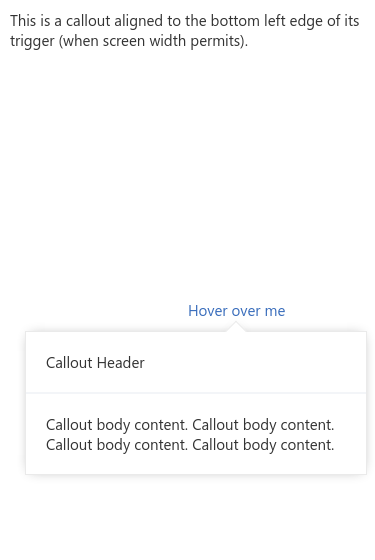 This is a callout aligned to the bottom left edge of its
trigger (when screen width permits).
Hover over me
Callout Header
Callout body content. Callout body content.
Callout body content. Callout body content.